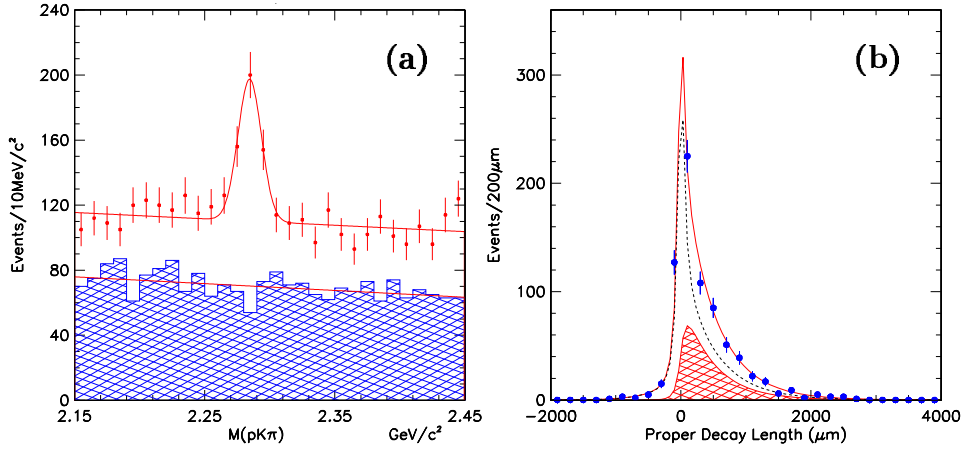 (a)
Events/10MeV/c²
240
200
160
120
80
40
0
2.15
2.25
2.35
2.45
M(pKπ)
GeV/c²
(b)
Events/200μm
300
200
100
0
−2000
0
2000
4000
Proper Decay Length (μm)